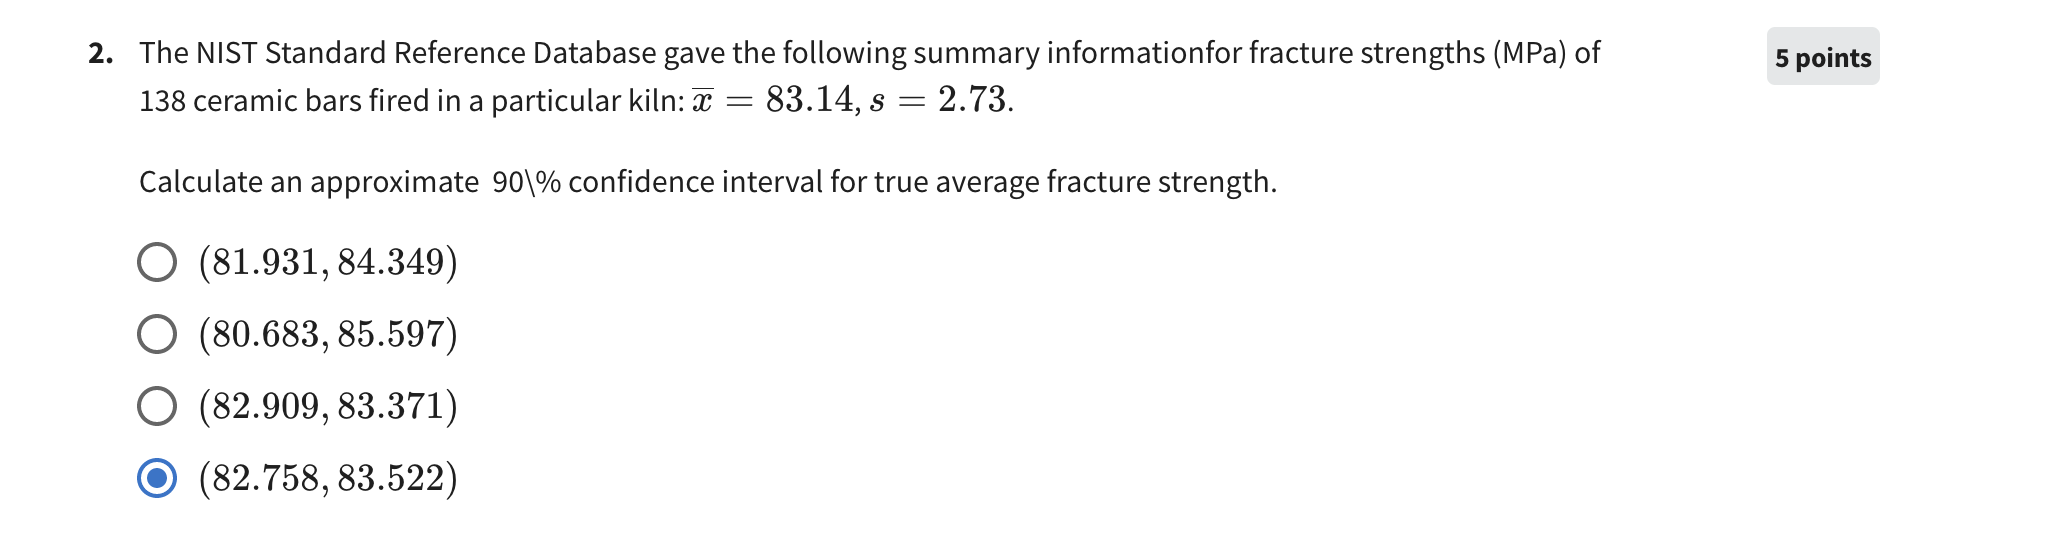 2. The NIST Standard Reference Database gave the following summary informationfor fracture strengths (MPa) of
5 points
138 ceramic bars fired in a particular kiln: x̅ = 83.14, s = 2.73.
Calculate an approximate 90\% confidence interval for true average fracture strength.
(81.931, 84.349)
(80.683, 85.597)
(82.909, 83.371)
(82.758, 83.522)